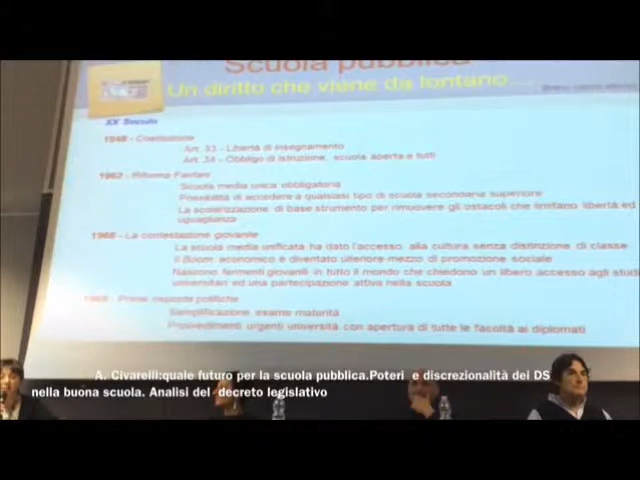 Scuola pubblica
Un diritto che viene da lontano...
XX Secolo
1948 - Costituzione
Art. 33 - Libertà di insegnamento
Art. 34 - Obbligo di istruzione, scuola aperta e tutti
1962 - Riforma Fanfani
Scuola media unica obbligatoria
Possibilità di accedere a qualsiasi tipo di scuola secondaria superiore
La scolarizzazione di base strumento per rimuovere gli ostacoli che limitano libertà ed
uguaglianza
1968 - La contestazione giovanile
La scuola media unificata ha dato l'accesso alla cultura senza distinzione di classe
Il Boom economico è diventato ulteriore mezzo di promozione sociale
Nascono fermenti giovanili in tutto il mondo che chiedono un libero accesso agli studi
universitari ed una partecipazione attiva nella scuola
Prime risposte politiche
Semplificazione esame maturità
Provvedimenti urgenti università con apertura di tutte le facoltà ai diplomati
A. Civarelli:quale futuro per la scuola pubblica.Poteri e discrezionalità dei DS
nella buona scuola. Analisi del decreto legislativo